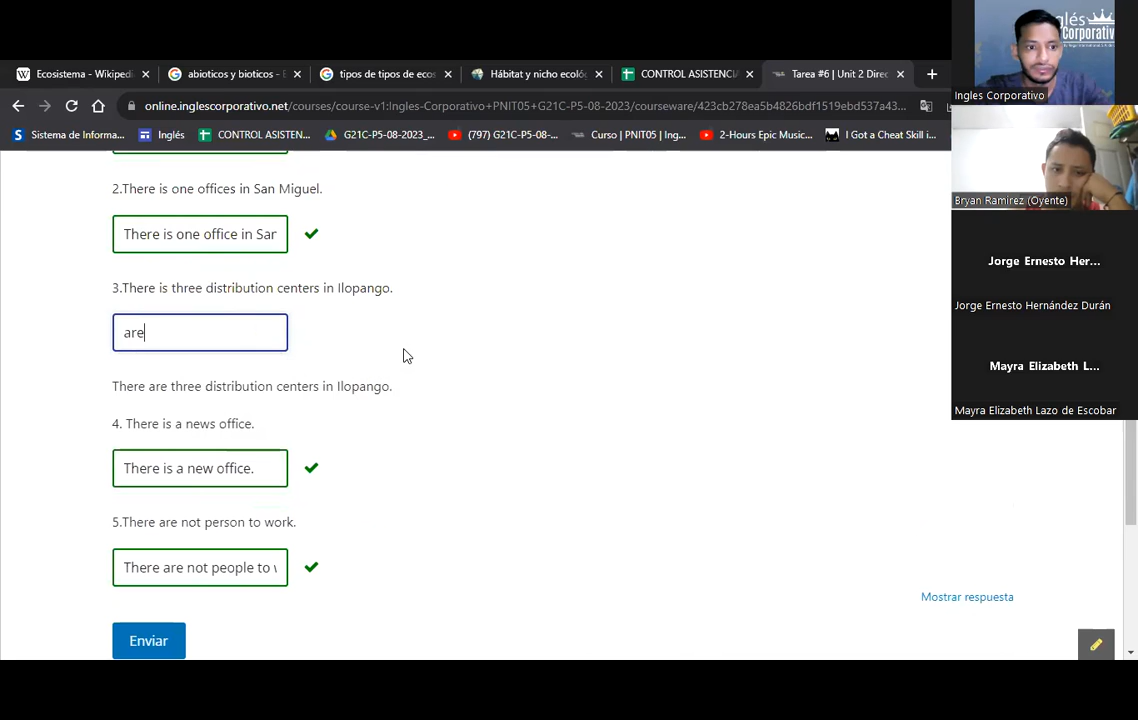 Ecosistema - Wikiped
abioticos y bioticos - E
tipos de tipos de ecos
Hábitat y nicho ecoló
CONTROL ASISTENCIA
Tarea #6 | Unit 2 Direc
online.inglescorporativo.net/courses/course-v1:Ingles-Corporativo+PNIT05+G21C-P5-08-2023/courseware/423cb278ea5b4826bdf1519ebd537a43...
Sistema de Informa...
Inglés
CONTROL ASISTEN...
G21C-P5-08-2023_...
(797) G21C-P5-08-...
Curso | PNIT05 | Ing...
2-Hours Epic Music...
I Got a Cheat Skill i
2.There is one offices in San Miguel.
There is one office in San
3.There is three distribution centers in Ilopango.
are
There are three distribution centers in Ilopango.
4. There is a news office.
There is a new office.
5.There are not person to work.
There are not people to w
Mostrar respuesta
Enviar
Ingles Corporativo
Bryan Ramirez (Oyente)
Jorge Ernesto Her...
Jorge Ernesto Hernández Durán
Mayra Elizabeth L...
Mayra Elizabeth Lazo de Escobar